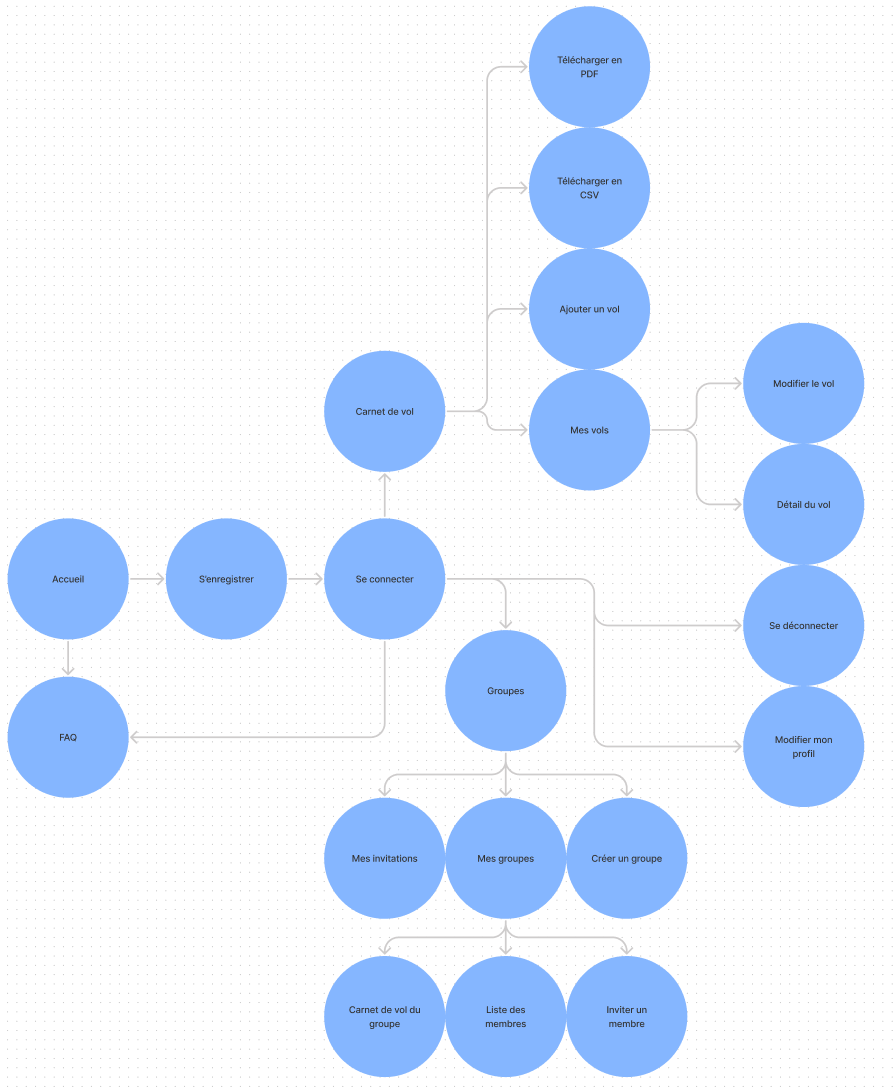 Télécharger en
PDF
Télécharger en
CSV
Ajouter un vol
Modifier le vol
Carnet de vol
Mes vols
Détail du vol
Accueil
S'enregistrer
Se connecter
Se déconnecter
Groupes
FAQ
Modifier mon
profil
Mes invitations
Mes groupes
Créer un groupe
Carnet de vol du
groupe
Liste des
membres
Inviter un
membre